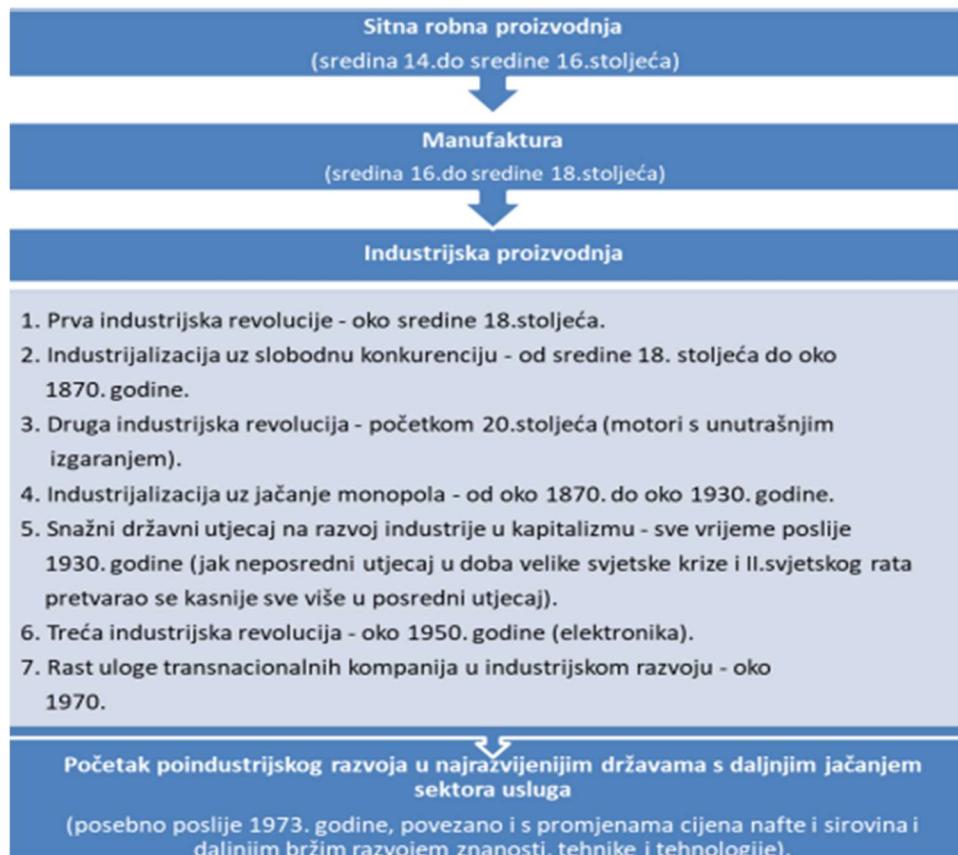 Sitna robna proizvodnja
(sredina 14.do sredine 16.stoljeća)
Manufaktura
(sredina 16.do sredine 18.stoljeća)
Industrijska proizvodnja
1. Prva industrijska revolucije - oko sredine 18.stoljeća.
2. Industrijalizacija uz slobodnu konkurenciju - od sredine 18. stoljeća do oko
1870. godine.
3. Druga industrijska revolucija - početkom 20.stoljeća (motori s unutrašnjim
izgaranjem).
4. Industrijalizacija uz jačanje monopola - od oko 1870. do oko 1930. godine.
5. Snažni državni utjecaj na razvoj industrije u kapitalizmu - sve vrijeme poslije
1930. godine (jak neposredni utjecaj u doba velike svjetske krize i II.svjetskog rata
pretvarao se kasnije sve više u posredni utjecaj).
6. Treća industrijska revolucija - oko 1950. godine (elektronika).
7. Rast uloge transnacionalnih kompanija u industrijskom razvoju - oko
1970.
Početak poindustrijskog razvoja u najrazvijenijim državama s daljnjim jačanjem
sektora usluga
(posebno poslije 1973. godine, povezano i s promjenama cijena nafte i sirovina i
daljnjim bržim razvojem znanosti, tehnike i tehnologije).